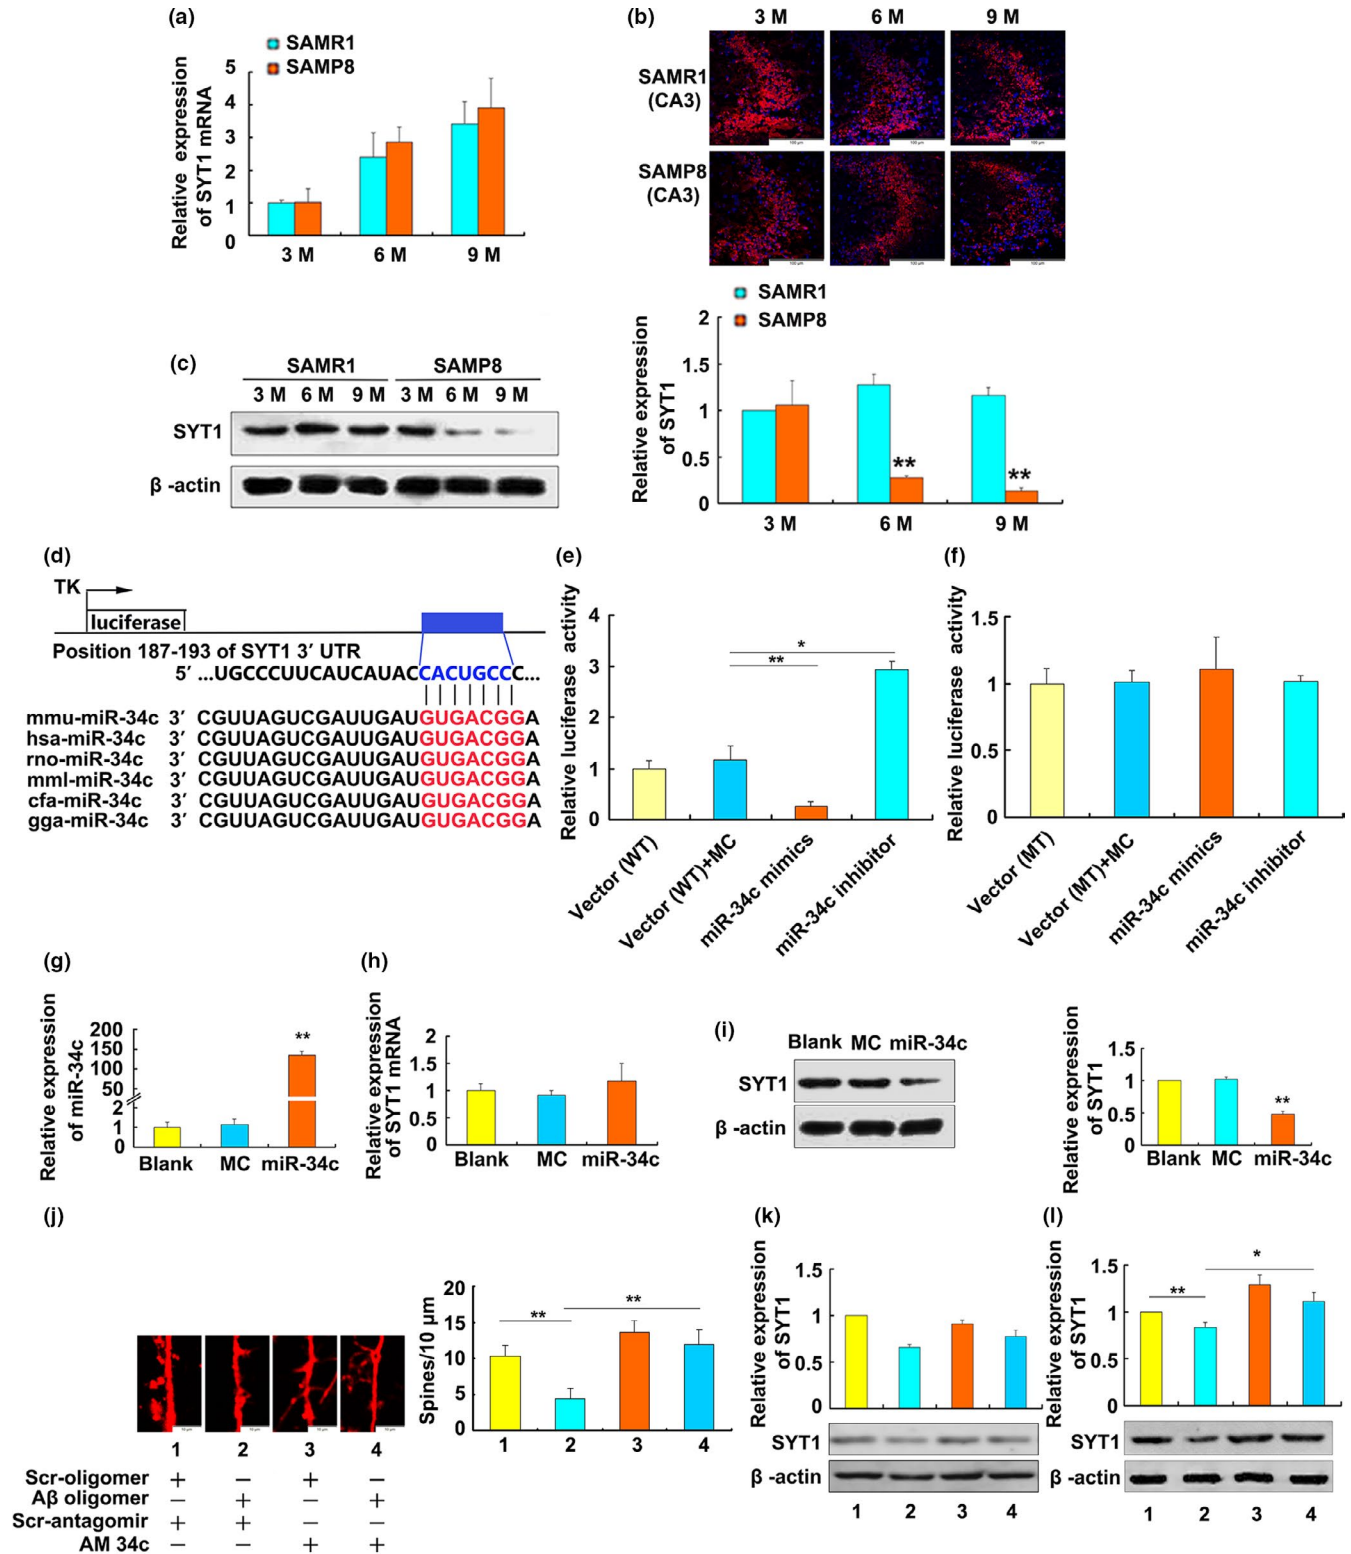 (a)
SAMR1
SAMP8
Relative expression
of SYT1 mRNA
5
4
3
2
1
0
3 M 6 M 9 M
(b)
3 M 6 M 9 M
SAMR1
(CA3)
SAMP8
(CA3)
100 μm 100 μm 100 μm
100 μm 100 μm 100 μm
SAMR1
SAMP8
Relative expression
of SYT1
2
1.5
1
0.5
0
** **
3 M 6 M 9 M
(c)
SAMR1 SAMP8
3 M 6 M 9 M 3 M 6 M 9 M
SYT1
β -actin
(d)
TK
luciferase
Position 187-193 of SYT1 3′ UTR
5′ ...UGCCCUUCAUCAUACCACUGCCC...
mmu-miR-34c 3′ CGUUAGUCGAUUGAUGUGACGGA
hsa-miR-34c 3′ CGUUAGUCGAUUGAUGUGACGGA
rno-miR-34c 3′ CGUUAGUCGAUUGAUGUGACGGA
mml-miR-34c 3′ CGUUAGUCGAUUGAUGUGACGGA
cfa-miR-34c 3′ CGUUAGUCGAUUGAUGUGACGGA
gga-miR-34c 3′ CGUUAGUCGAUUGAUGUGACGGA
(e)
Relative luciferase activity
4
3
2
1
0
*
**
Vector (WT)
Vector (WT)+MC
miR-34c mimics
miR-34c inhibitor
(f)
Relative luciferase activity
1.5
1
0.5
0
Vector (MT)
Vector (MT)+MC
miR-34c mimics
miR-34c inhibitor
(g)
Relative expression
of miR-34c
200
150
100
50
2
1
0
**
Blank MC miR-34c
(h)
Relative expression
of SYT1 mRNA
2
1.5
1
0.5
0
Blank MC miR-34c
(i)
Blank MC miR-34c
SYT1
β -actin
Relative expression
of SYT1
1.5
1
0.5
0
**
Blank MC miR-34c
(j)
1 2 3 4
Scr-oligomer + − + −
Aβ oligomer − + − +
Scr-antagomir + + − −
AM 34c − − + +
Spines/10 μm
20
15
10
5
0
** **
1 2 3 4
(k)
Relative expression
of SYT1
1.5
1
0.5
0
SYT1
β -actin
1 2 3 4
(l)
Relative expression
of SYT1
1.5
1
0.5
0
** *
SYT1
β -actin
1 2 3 4